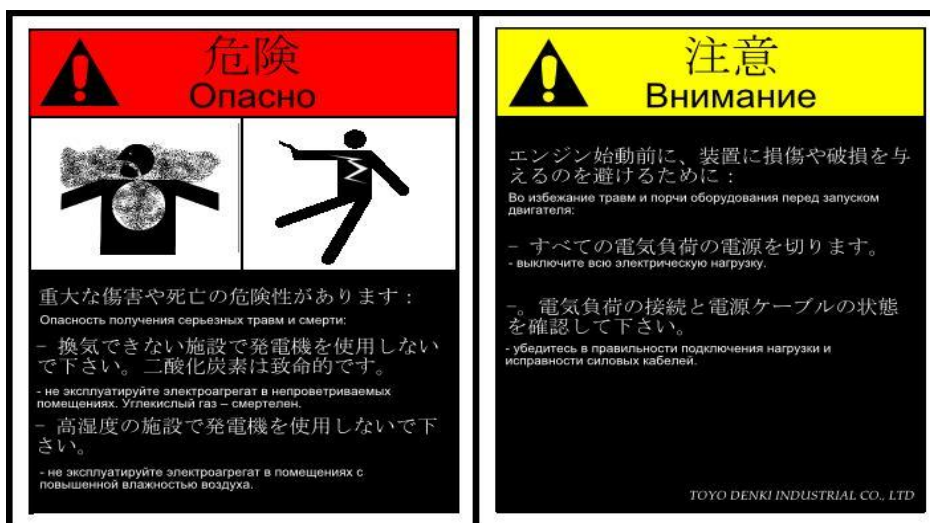 危険
Опасно
重大な傷害や死亡の危険性があります：
Опасность получения серьезных травм и смерти:
− 換気できない施設で発電機を使用しない
で下さい。二酸化炭素は致命的です。
- не эксплуатируйте электроагрегат в непроветриваемых
помещениях. Углекислый газ – смертелен.
− 高湿度の施設で発電機を使用しないで下
さい。
- не эксплуатируйте электроагрегат в помещениях с
повышенной влажностью воздуха.
注意
Внимание
エンジン始動前に、装置に損傷や破損を与
えるのを避けるために：
Во избежание травм и порчи оборудования перед запуском
двигателя:
− すべての電気負荷の電源を切ります。
- выключите всю электрическую нагрузку.
−。電気負荷の接続と電源ケーブルの状態
を確認して下さい。
- убедитесь в правильности подключения нагрузки и
исправности силовых кабелей.
TOYO DENKI INDUSTRIAL CO., LTD